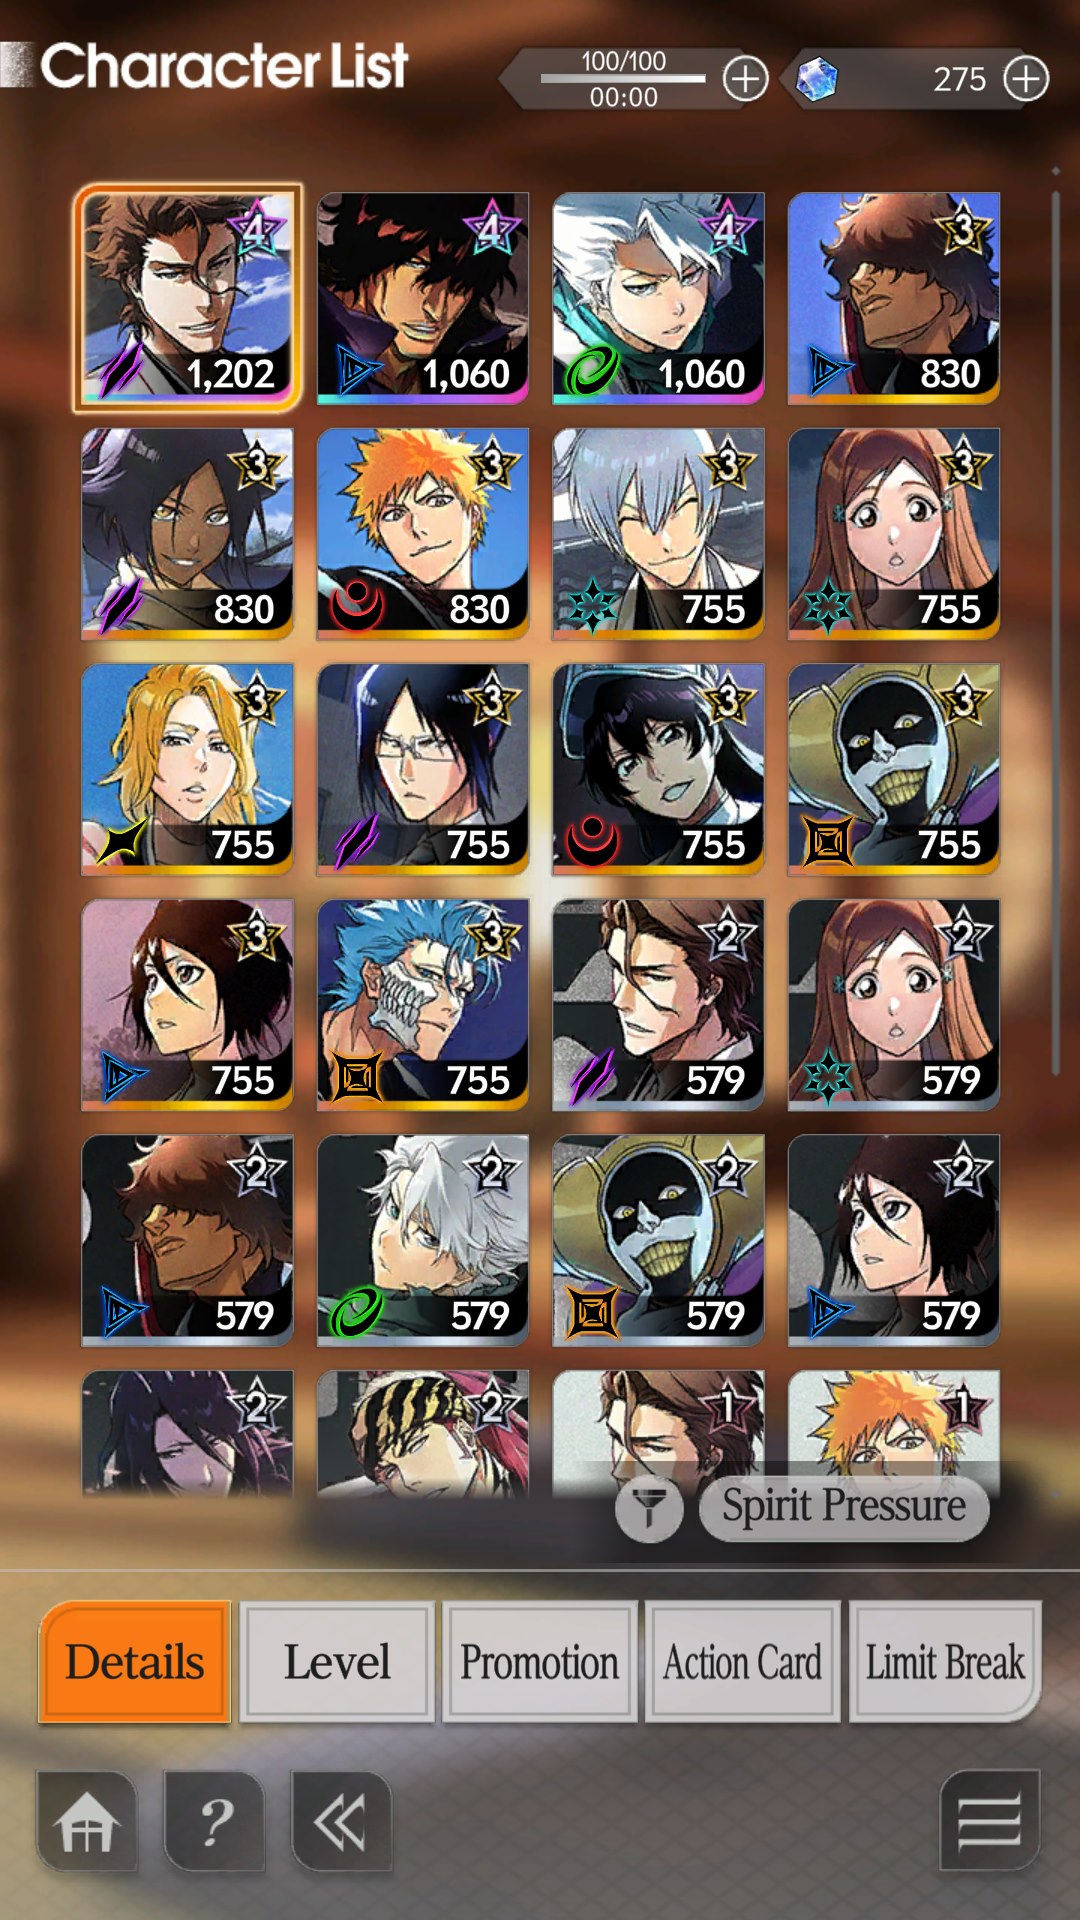 Character List
100/100
00:00
275
4 4 4 3
1,202 1,060 1,060 830
3 3 3 3
830 830 755 755
3 3 3 3
755 755 755 755
3 3 2 2
755 755 579 579
2 2 2 2
579 579 579 579
2 2 1 1
Spirit Pressure
Details Level Promotion Action Card Limit Break
?